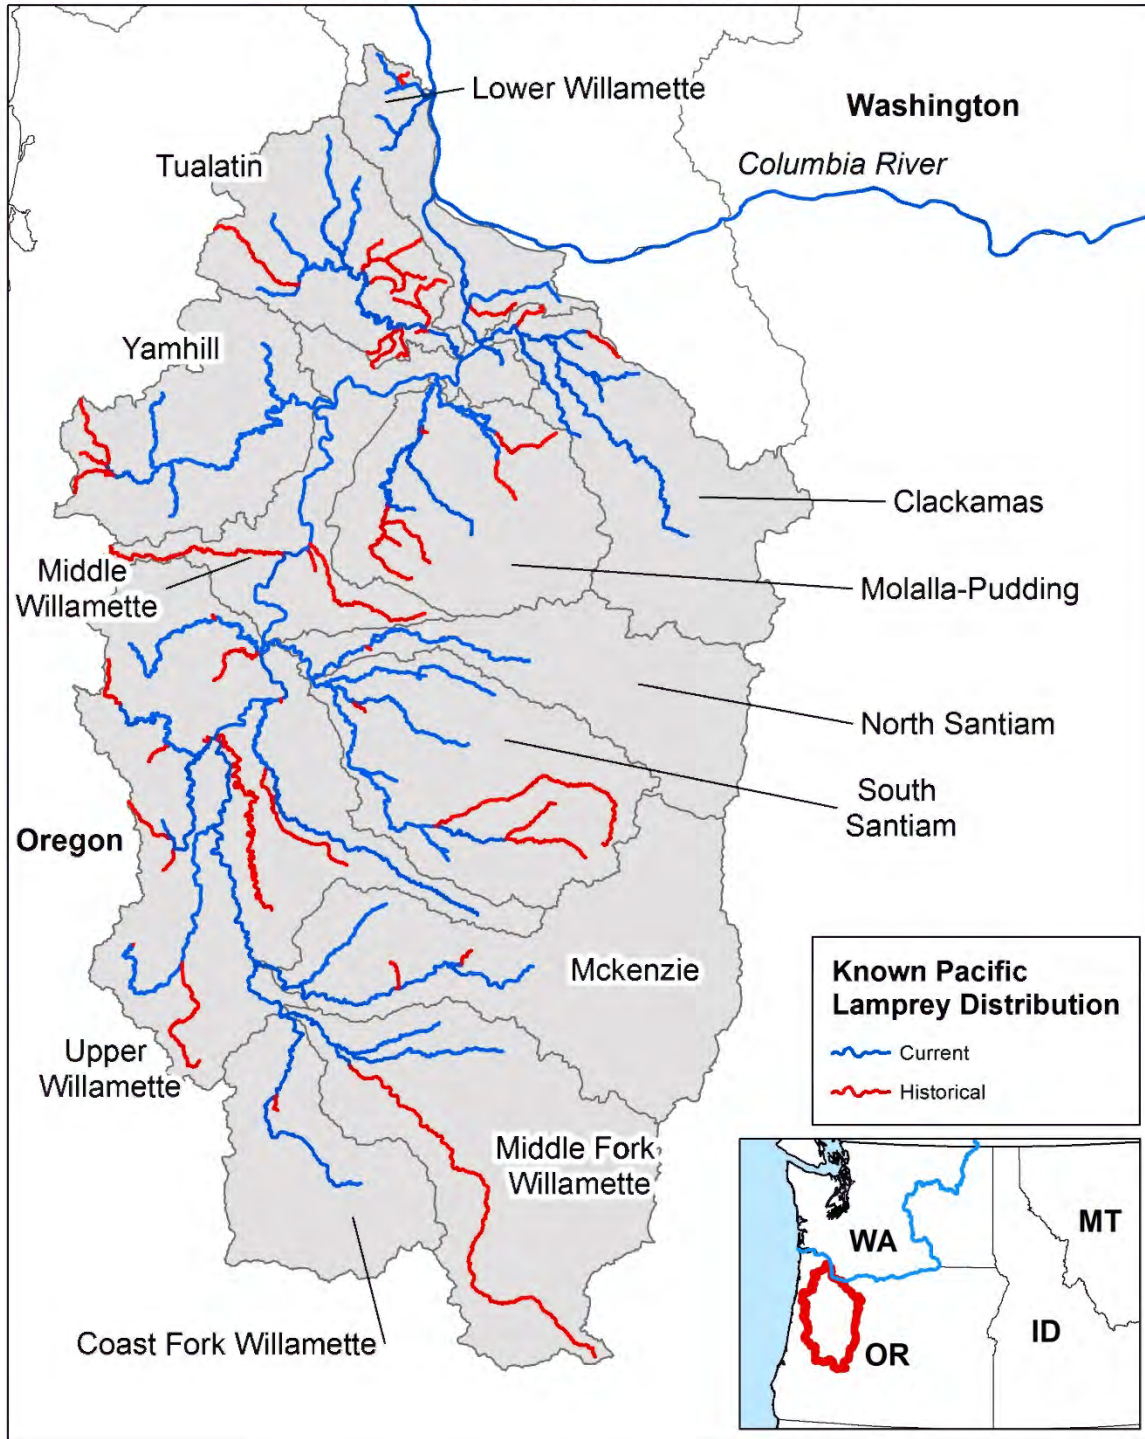 Lower Willamette
Washington
Columbia River
Tualatin
Yamhill
Clackamas
Middle
Willamette
Molalla-Pudding
North Santiam
South
Santiam
Oregon
Mckenzie
Upper
Willamette
Middle Fork
Willamette
Coast Fork Willamette
Known Pacific
Lamprey Distribution
Current
Historical
WA
MT
ID
OR